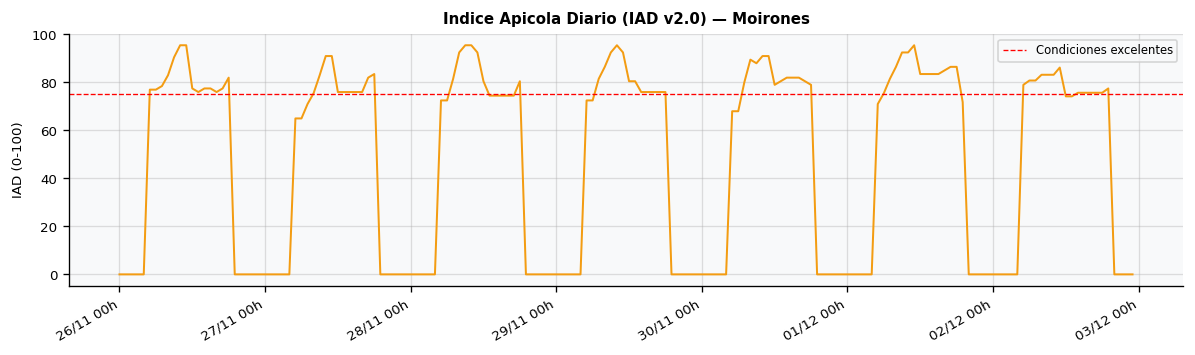 Indice Apicola Diario (IAD v2.0) — Moirones
Condiciones excelentes
IAD (0-100)
100
80
60
40
20
0
26/11 00h
27/11 00h
28/11 00h
29/11 00h
30/11 00h
01/12 00h
02/12 00h
03/12 00h